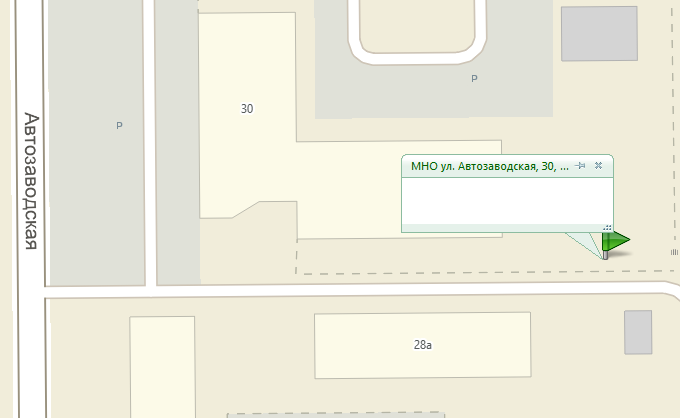 30
P
P
Автозаводская
МНО ул. Автозаводская, 30, ...
28а